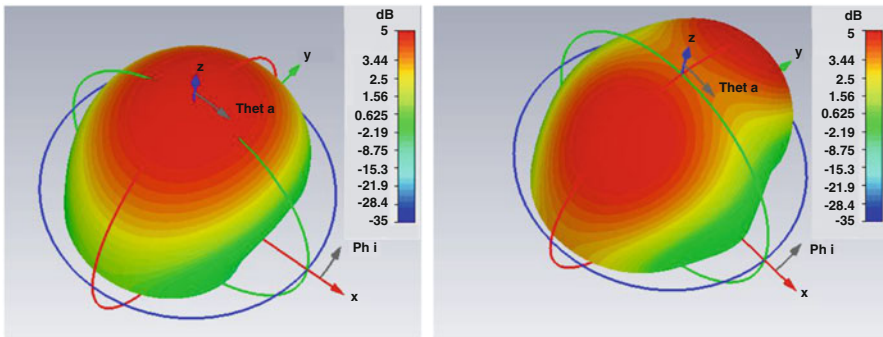 dB
5
3.44
2.5
1.56
0.625
-2.19
-8.75
-15.3
-21.9
-28.4
-35
z
y
Thet a
Ph i
x
dB
5
3.44
2.5
1.56
0.625
-2.19
-8.75
-15.3
-21.9
-28.4
-35
z
y
Thet a
Ph i
x